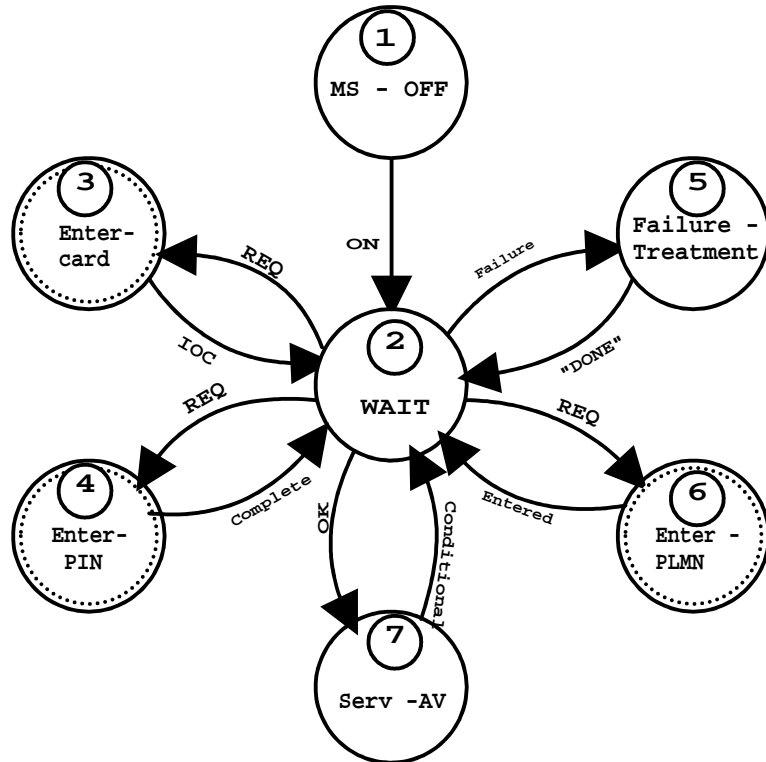 1
MS - OFF
3
Enter-
card
5
Failure -
Treatment
ON
REQ
Failure
IOC
"DONE"
2
WAIT
REQ
REQ
4
Enter-
PIN
Complete
OK
Conditional
Entered
6
Enter -
PLMN
7
Serv -AV